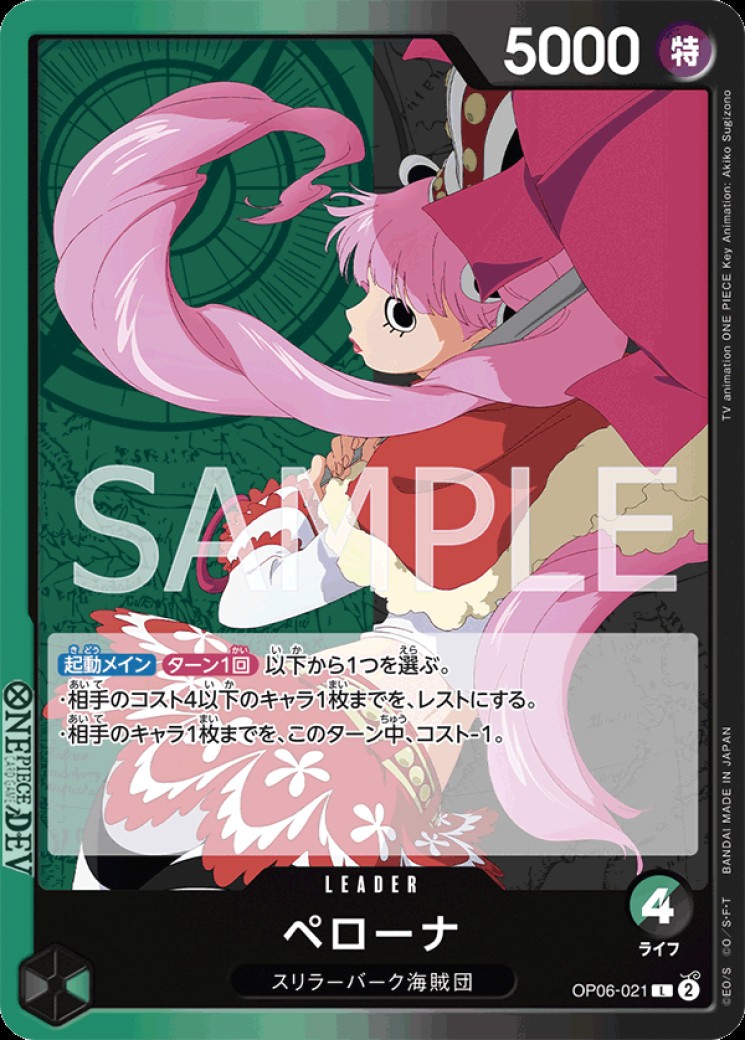 5000 特
TV animation ONE PIECE Key Animation: Akiko Sugizono
SAMPLE
起動メイン ターン1回 以下から1つを選ぶ。
・相手のコスト4以下のキャラ1枚までを、レストにする。
・相手のキャラ1枚までを、このターン中、コスト-1。
ONE PIECE
CARD GAME
DEV
LEADER
ペローナ
スリラーバーク海賊団
4
ライフ
OP06-021 L 2
©E.O/S ©O/S・F・T BANDAI MADE IN JAPAN